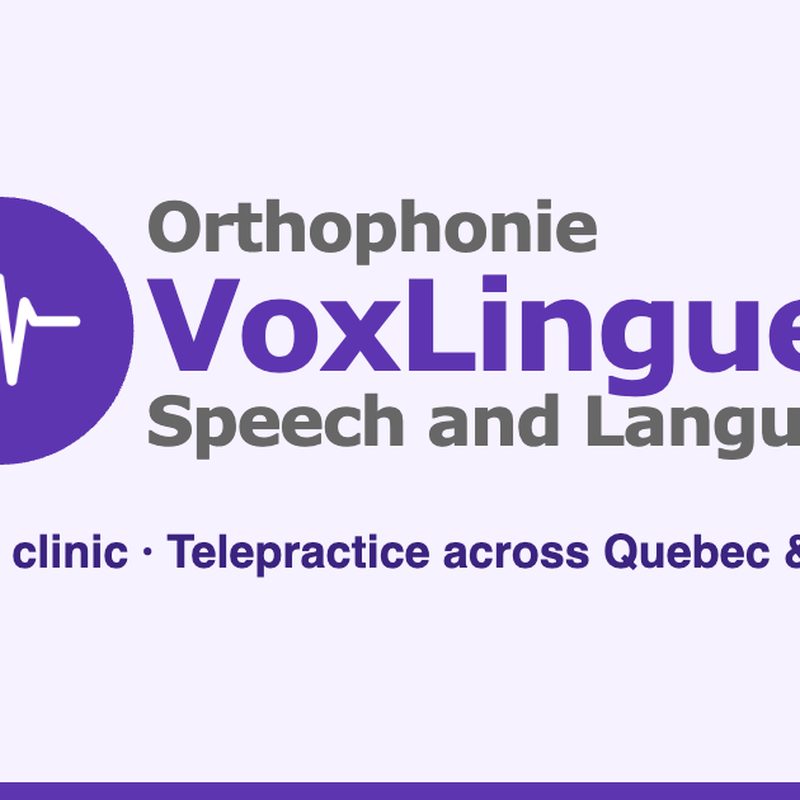 Orthophonie
VoxLingue
Speech and Langu
clinic · Telepractice across Quebec &